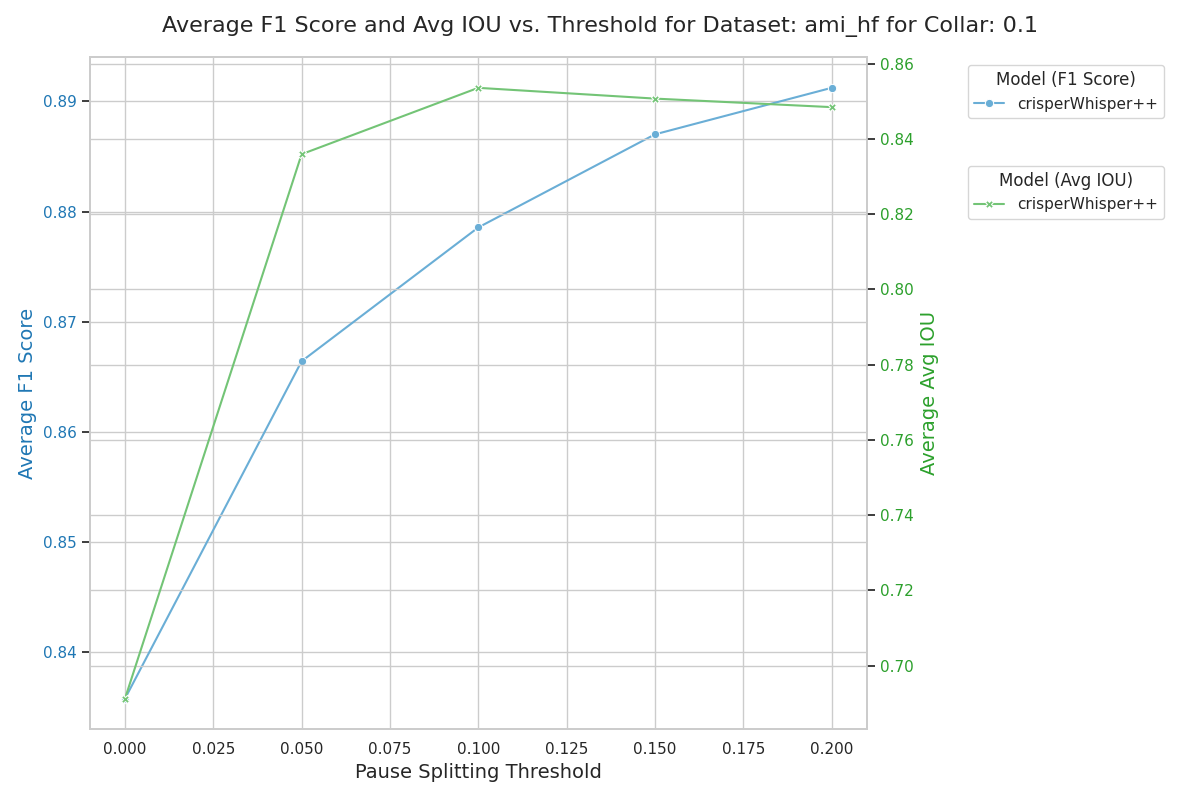 Average F1 Score and Avg IOU vs. Threshold for Dataset: ami_hf for Collar: 0.1
Average F1 Score
0.89
0.88
0.87
0.86
0.85
0.84
0.86
0.84
0.82
0.80
0.78
0.76
0.74
0.72
0.70
Average Avg IOU
0.000 0.025 0.050 0.075 0.100 0.125 0.150 0.175 0.200
Pause Splitting Threshold
Model (F1 Score)
crisperWhisper++
Model (Avg IOU)
crisperWhisper++